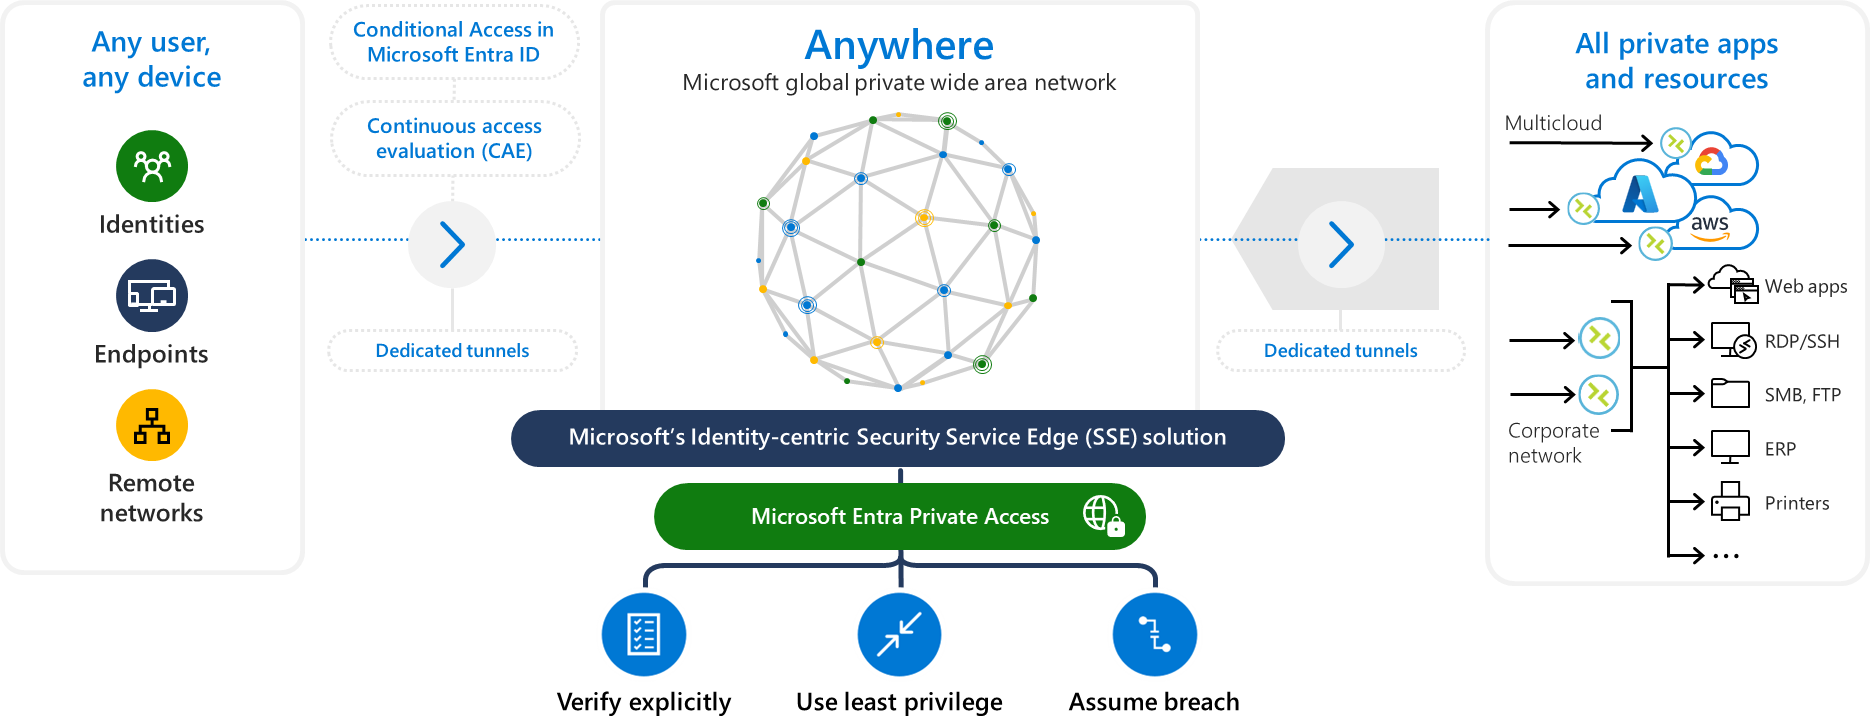 Any user,
any device
Identities
Endpoints
Remote
networks
Conditional Access in
Microsoft Entra ID
Continuous access
evaluation (CAE)
Dedicated tunnels
Anywhere
Microsoft global private wide area network
Microsoft's Identity-centric Security Service Edge (SSE) solution
Microsoft Entra Private Access
Verify explicitly
Use least privilege
Assume breach
Dedicated tunnels
All private apps
and resources
Multicloud
aws
Corporate
network
Web apps
RDP/SSH
SMB, FTP
ERP
Printers
...